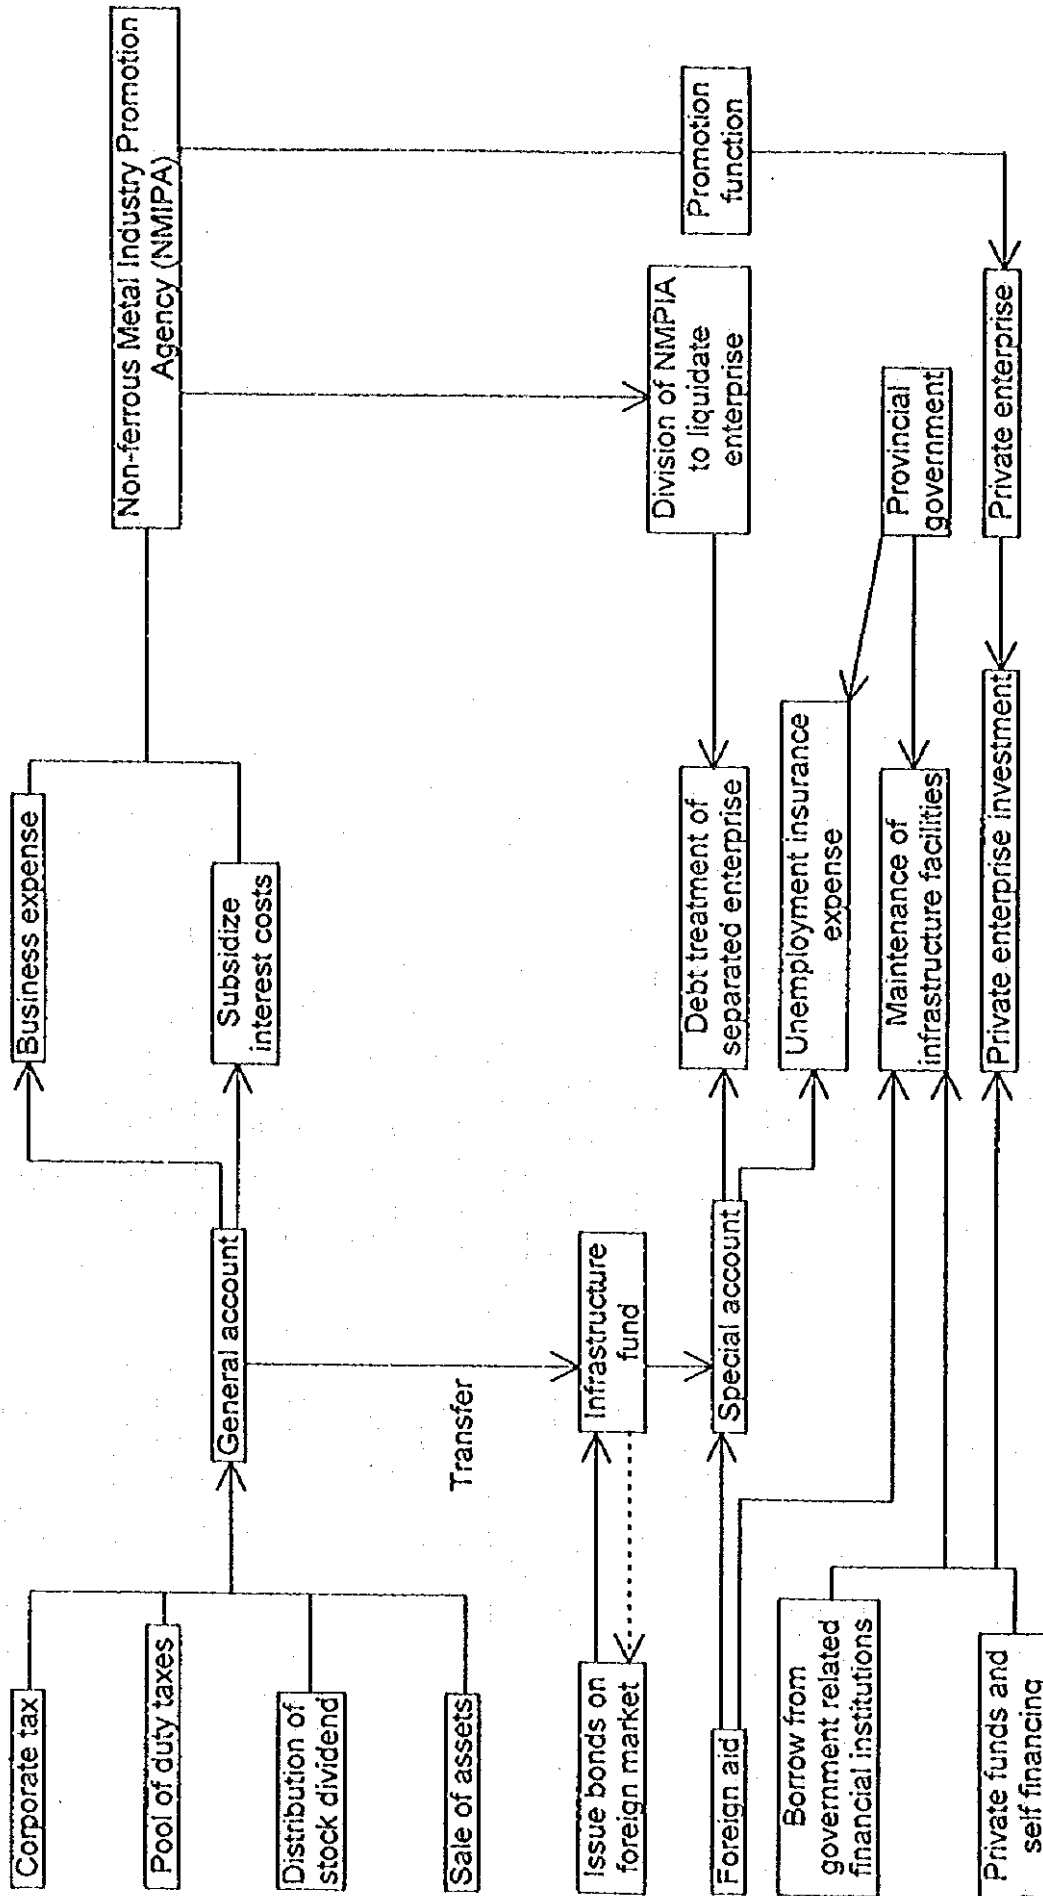 Corporate tax
Pool of duty taxes
Distribution of
stock dividend
Sale of assets
Issue bonds on
foreign market
Foreign aid
Borrow from
government related
financial institutions
Private funds and
self financing
General account
Transfer
Infrastructure
fund
Special account
Business expense
Subsidize
interest costs
Debt treatment of
separated enterprise
Unemployment insurance
expense
Maintenance of
infrastructure facilities
Private enterprise investment
Non-ferrous Metal Industry Promotion
Agency (NMIPA)
Division of NMPIA
to liquidate
enterprise
Promotion
function
Provincial
government
Private enterprise